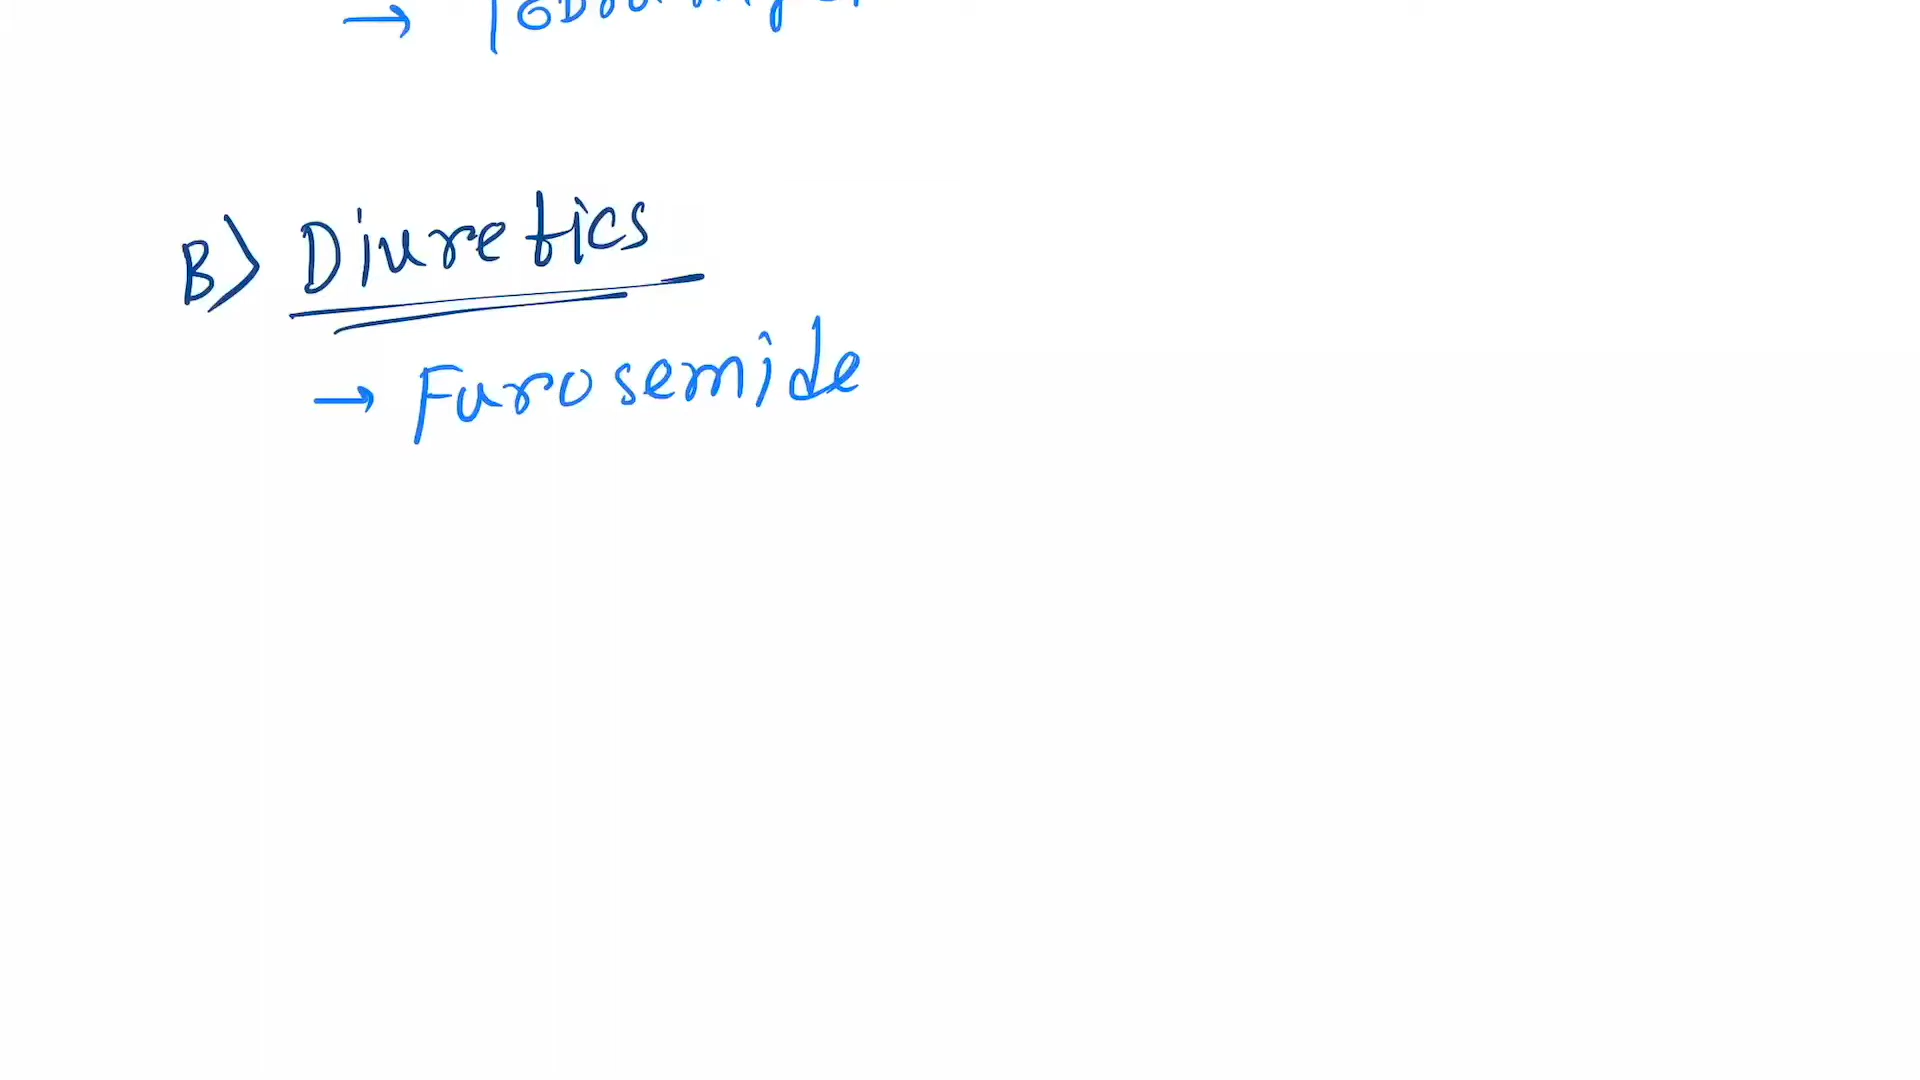 →
B) Diuretics
→ Furosemide